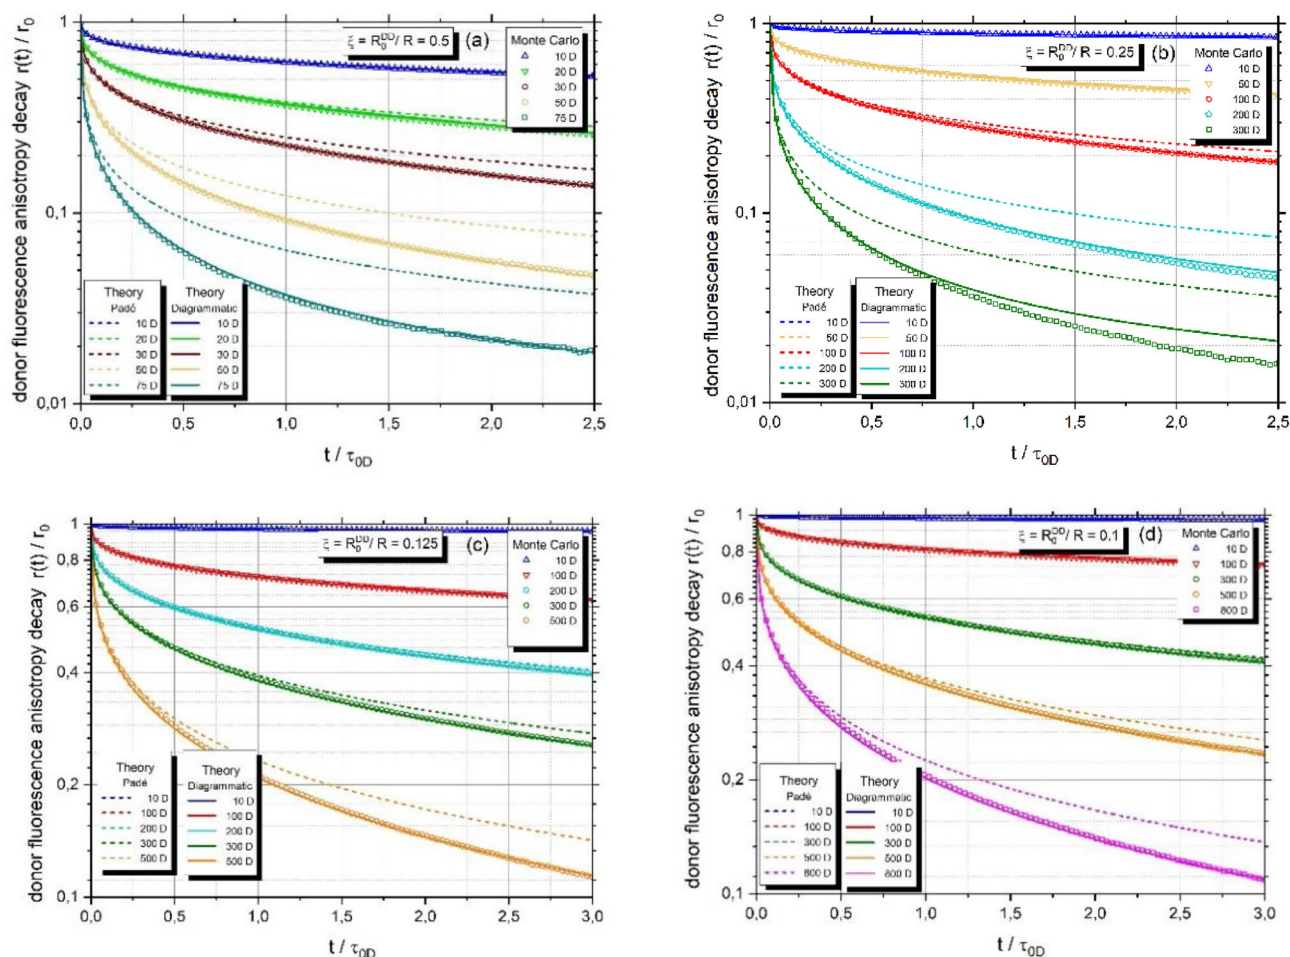 donor fluorescence anisotropy decay r(t) / r₀
1
0,1
0,01
ξ = R₀ᴰᴰ/ R = 0.5
(a)
Monte Carlo
10 D
20 D
30 D
50 D
75 D
Theory
Padé
10 D
20 D
30 D
50 D
75 D
Theory
Diagrammatic
10 D
20 D
30 D
50 D
75 D
0,0 0,5 1,0 1,5 2,0 2,5
t / τ₀D
donor fluorescence anisotropy decay r(t) / r₀
1
0,1
0,01
ξ = R₀ᴰᴰ/ R = 0.25
(b)
Monte Carlo
10 D
50 D
100 D
200 D
300 D
Theory
Padé
10 D
50 D
100 D
200 D
300 D
Theory
Diagrammatic
10 D
50 D
100 D
200 D
300 D
0,0 0,5 1,0 1,5 2,0 2,5
t / τ₀D
donor fluorescence anisotropy decay r(t) / r₀
1
0,8
0,6
0,4
0,2
0,1
ξ = R₀ᴰᴰ/ R = 0.125
(c)
Monte Carlo
10 D
100 D
200 D
300 D
500 D
Theory
Padé
10 D
100 D
200 D
300 D
500 D
Theory
Diagrammatic
10 D
100 D
200 D
300 D
500 D
0,0 0,5 1,0 1,5 2,0 2,5 3,0
t / τ₀D
donor fluorescence anisotropy decay r(t) / r₀
1
0,8
0,6
0,4
0,2
0,1
ξ = R₀ᴰᴰ/ R = 0.1
(d)
Monte Carlo
10 D
100 D
300 D
500 D
800 D
Theory
Padé
10 D
100 D
300 D
500 D
800 D
Theory
Diagrammatic
10 D
100 D
300 D
500 D
800 D
0,0 0,5 1,0 1,5 2,0 2,5 3,0
t / τ₀D